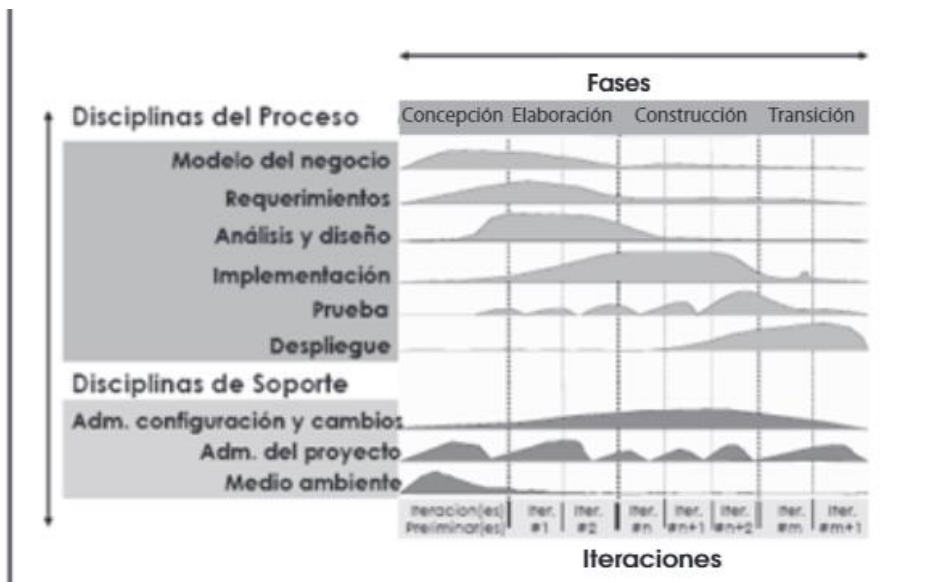 Fases
Disciplinas del Proceso
Concepción Elaboración Construcción Transición
Modelo del negocio
Requerimientos
Análisis y diseño
Implementación
Prueba
Despliegue
Disciplinas de Soporte
Adm. configuración y cambios
Adm. del proyecto
Medio ambiente
Iteracion(es) Iter. Iter. Iter. Iter. Iter. Iter. Iter.
Preliminar(es) #1 #2 #n #n+1 #n+2 #m #m+1
Iteraciones